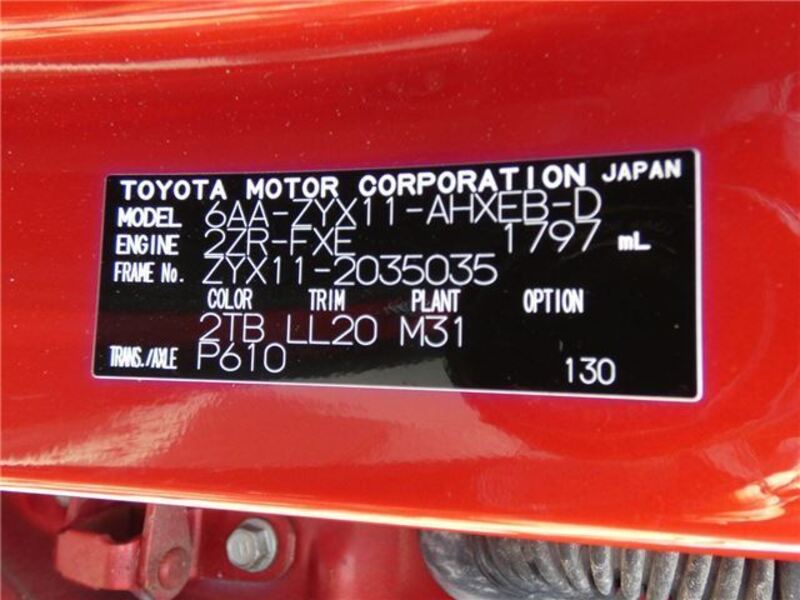 TOYOTA MOTOR CORPORATION JAPAN
MODEL 6AA-ZYX11-AHXEB-D
ENGINE 2ZR-FXE 1797 mL
FRAME No. ZYX11-2035035
COLOR TRIM PLANT OPTION
2TB LL20 M31
TRANS./AXLE P610 130